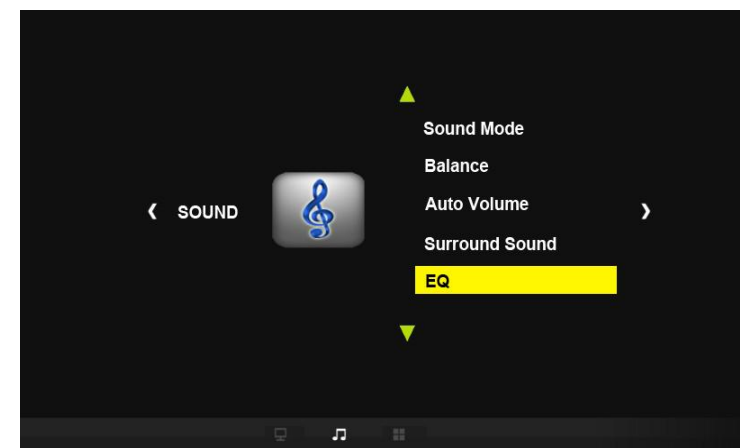 SOUND
Sound Mode
Balance
Auto Volume
Surround Sound
EQ